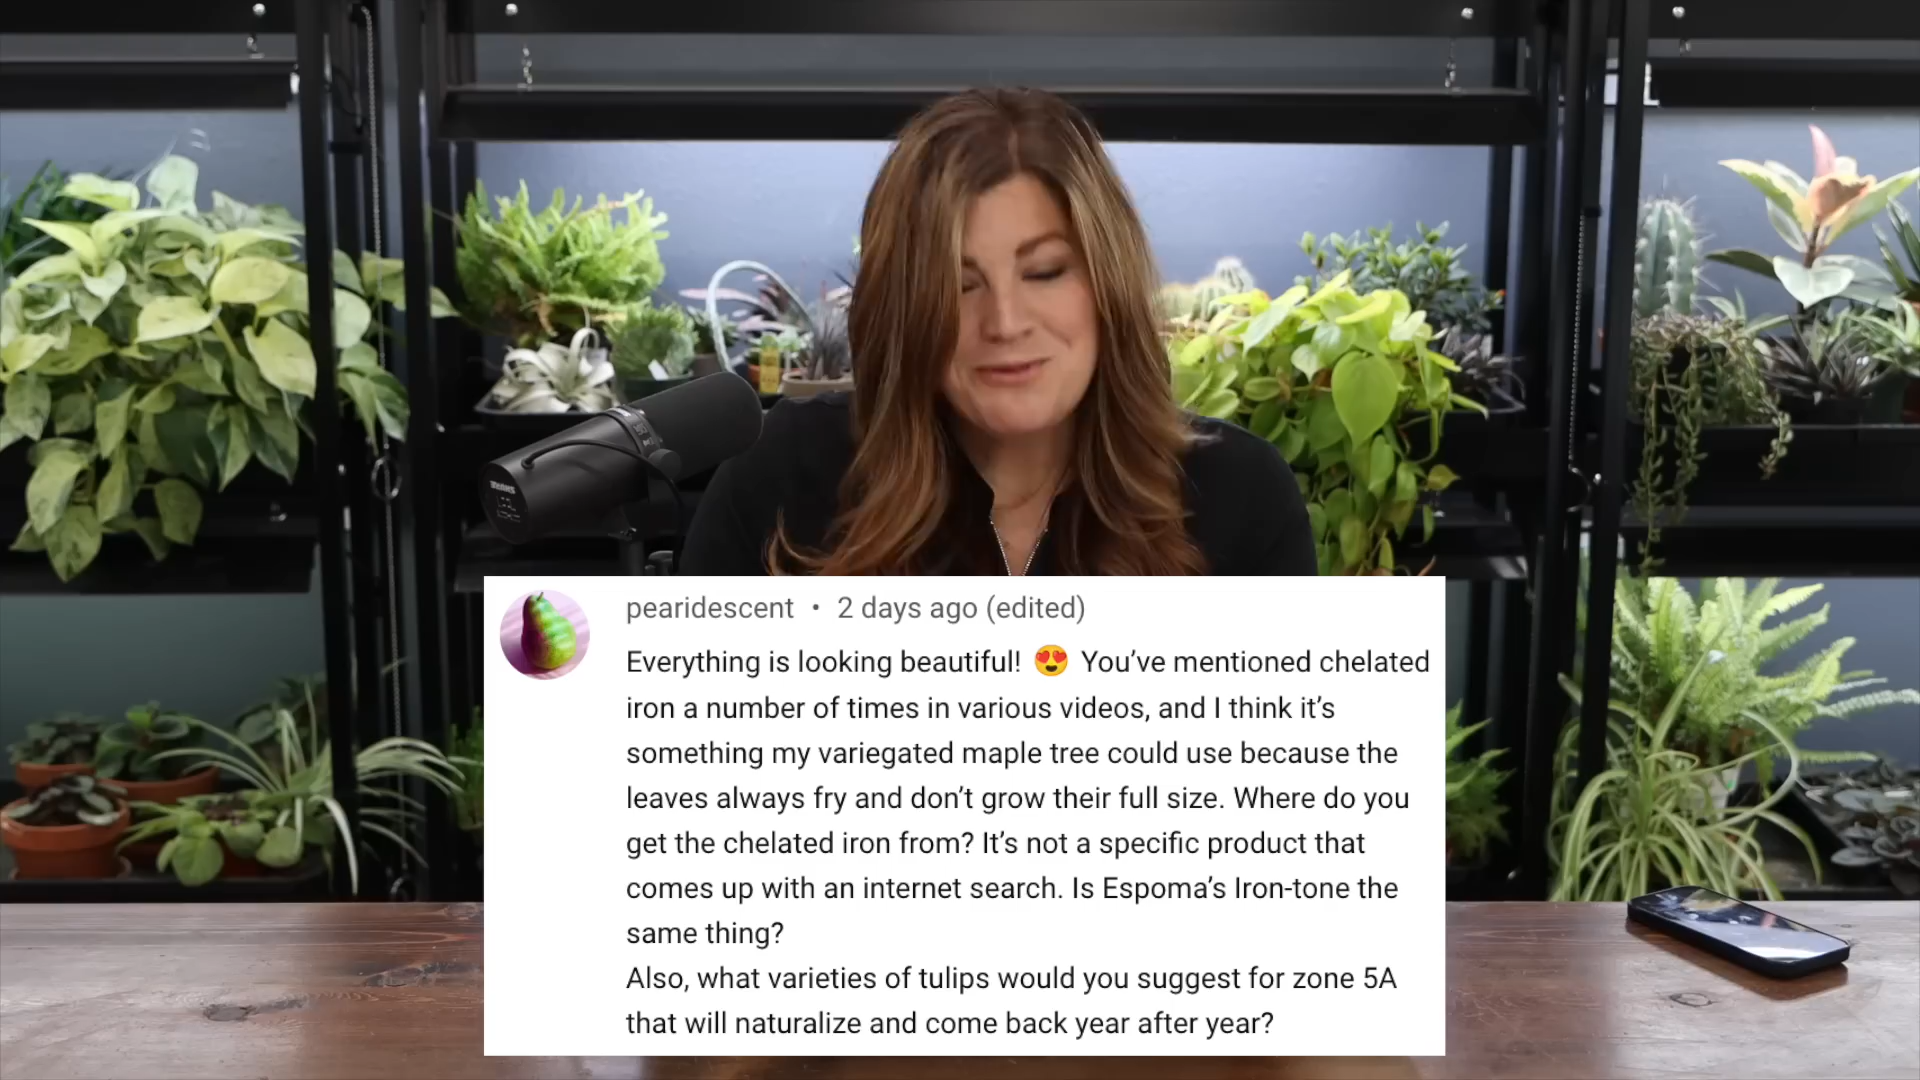 pearidescent • 2 days ago (edited)
Everything is looking beautiful! 😍 You’ve mentioned chelated
iron a number of times in various videos, and I think it’s
something my variegated maple tree could use because the
leaves always fry and don’t grow their full size. Where do you
get the chelated iron from? It’s not a specific product that
comes up with an internet search. Is Espoma’s Iron-tone the
same thing?
Also, what varieties of tulips would you suggest for zone 5A
that will naturalize and come back year after year?